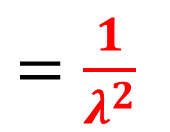 = 1/λ²